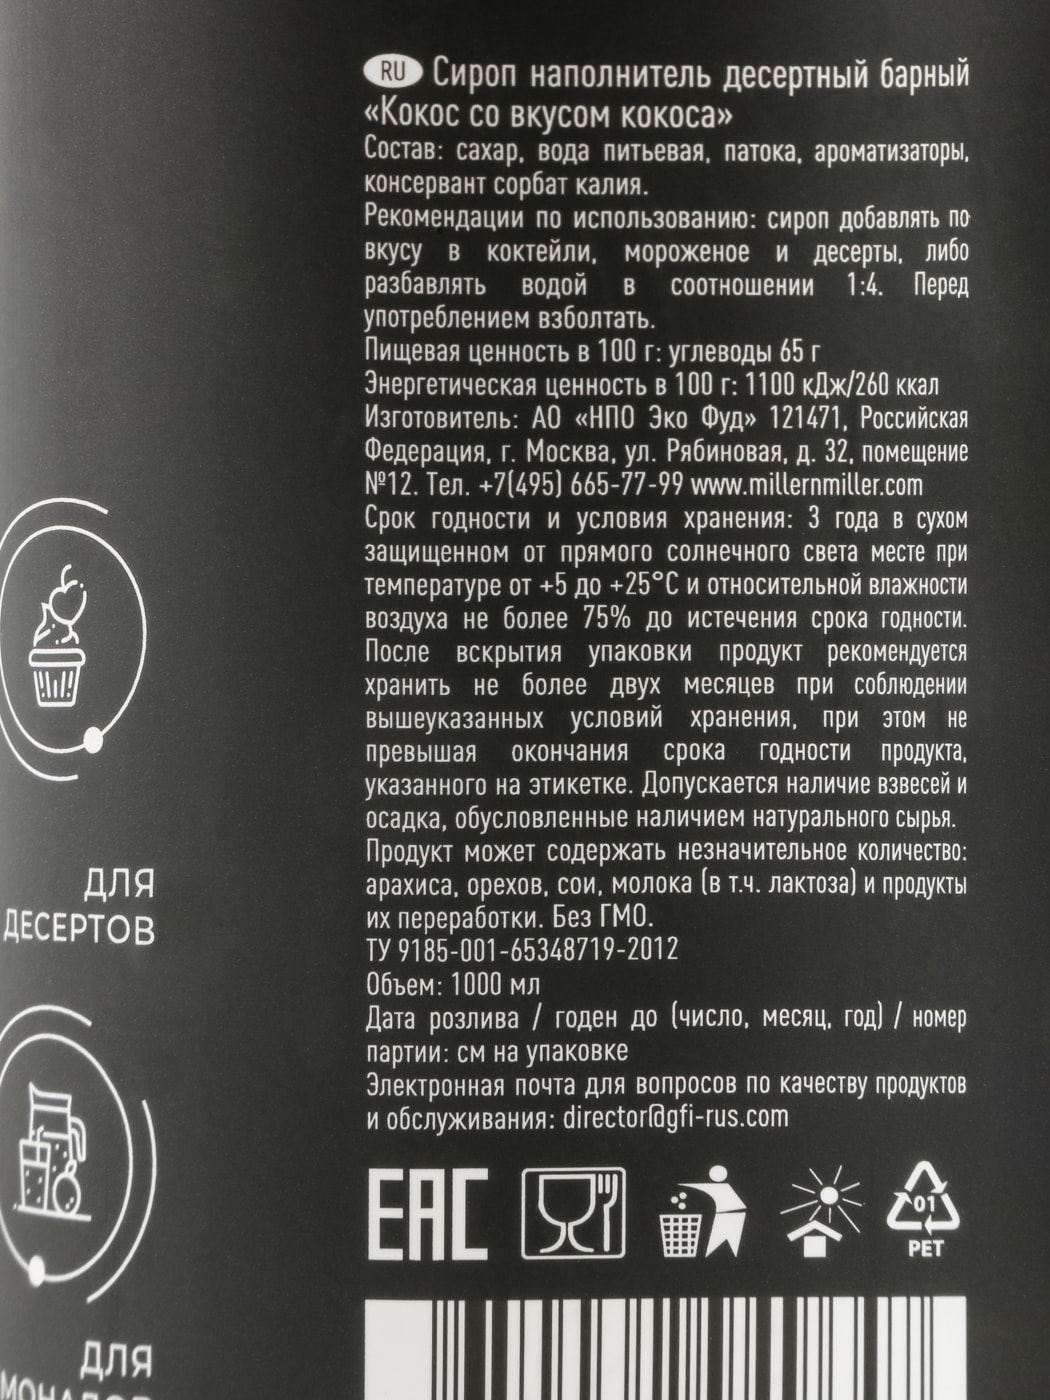 RU Сироп наполнитель десертный барный
«Кокос со вкусом кокоса»
Состав: сахар, вода питьевая, патока, ароматизаторы,
консервант сорбат калия.
Рекомендации по использованию: сироп добавлять по
вкусу в коктейли, мороженое и десерты, либо
разбавлять водой в соотношении 1:4. Перед
употреблением взболтать.
Пищевая ценность в 100 г: углеводы 65 г
Энергетическая ценность в 100 г: 1100 кДж/260 ккал
Изготовитель: АО «НПО Эко Фуд» 121471, Российская
Федерация, г. Москва, ул. Рябиновая, д. 32, помещение
№12. Тел. +7(495) 665-77-99 www.millernmiller.com
Срок годности и условия хранения: 3 года в сухом
защищенном от прямого солнечного света месте при
температуре от +5 до +25°C и относительной влажности
воздуха не более 75% до истечения срока годности.
После вскрытия упаковки продукт рекомендуется
хранить не более двух месяцев при соблюдении
вышеуказанных условий хранения, при этом не
превышая окончания срока годности продукта,
указанного на этикетке. Допускается наличие взвесей и
осадка, обусловленные наличием натурального сырья.
Продукт может содержать незначительное количество:
арахиса, орехов, сои, молока (в т.ч. лактоза) и продукты
их переработки. Без ГМО.
ТУ 9185-001-65348719-2012
Объем: 1000 мл
Дата розлива / годен до (число, месяц, год) / номер
партии: см на упаковке
Электронная почта для вопросов по качеству продуктов
и обслуживания: director@gfi-rus.com
EAC
01
PET
ДЛЯ
ДЕСЕРТОВ
ДЛЯ